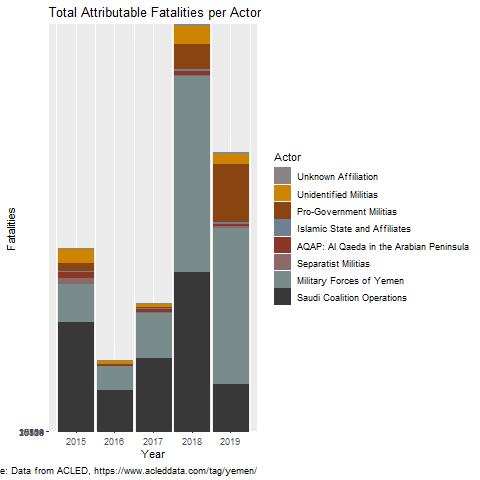 Total Attributable Fatalities per Actor
Fatalities
Actor
Unknown Affiliation
Unidentified Militias
Pro-Government Militias
Islamic State and Affiliates
AQAP: Al Qaeda in the Arabian Peninsula
Separatist Militias
Military Forces of Yemen
Saudi Coalition Operations
2015 2016 2017 2018 2019
Year
e: Data from ACLED, https://www.acleddata.com/tag/yemen/